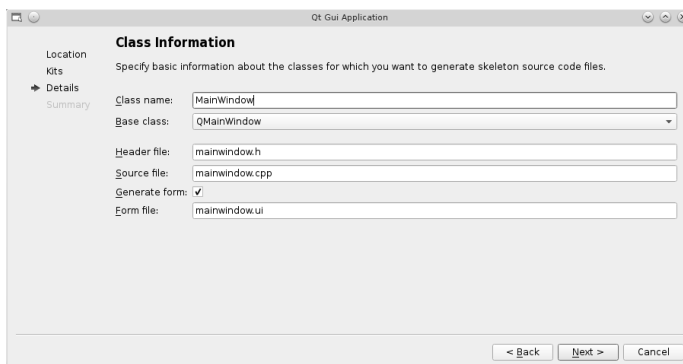 Qt Gui Application
Location
Kits
Details
Summary
Class Information
Specify basic information about the classes for which you want to generate skeleton source code files.
Class name: MainWindow
Base class: QMainWindow
Header file: mainwindow.h
Source file: mainwindow.cpp
Generate form:
Form file: mainwindow.ui
< Back Next > Cancel